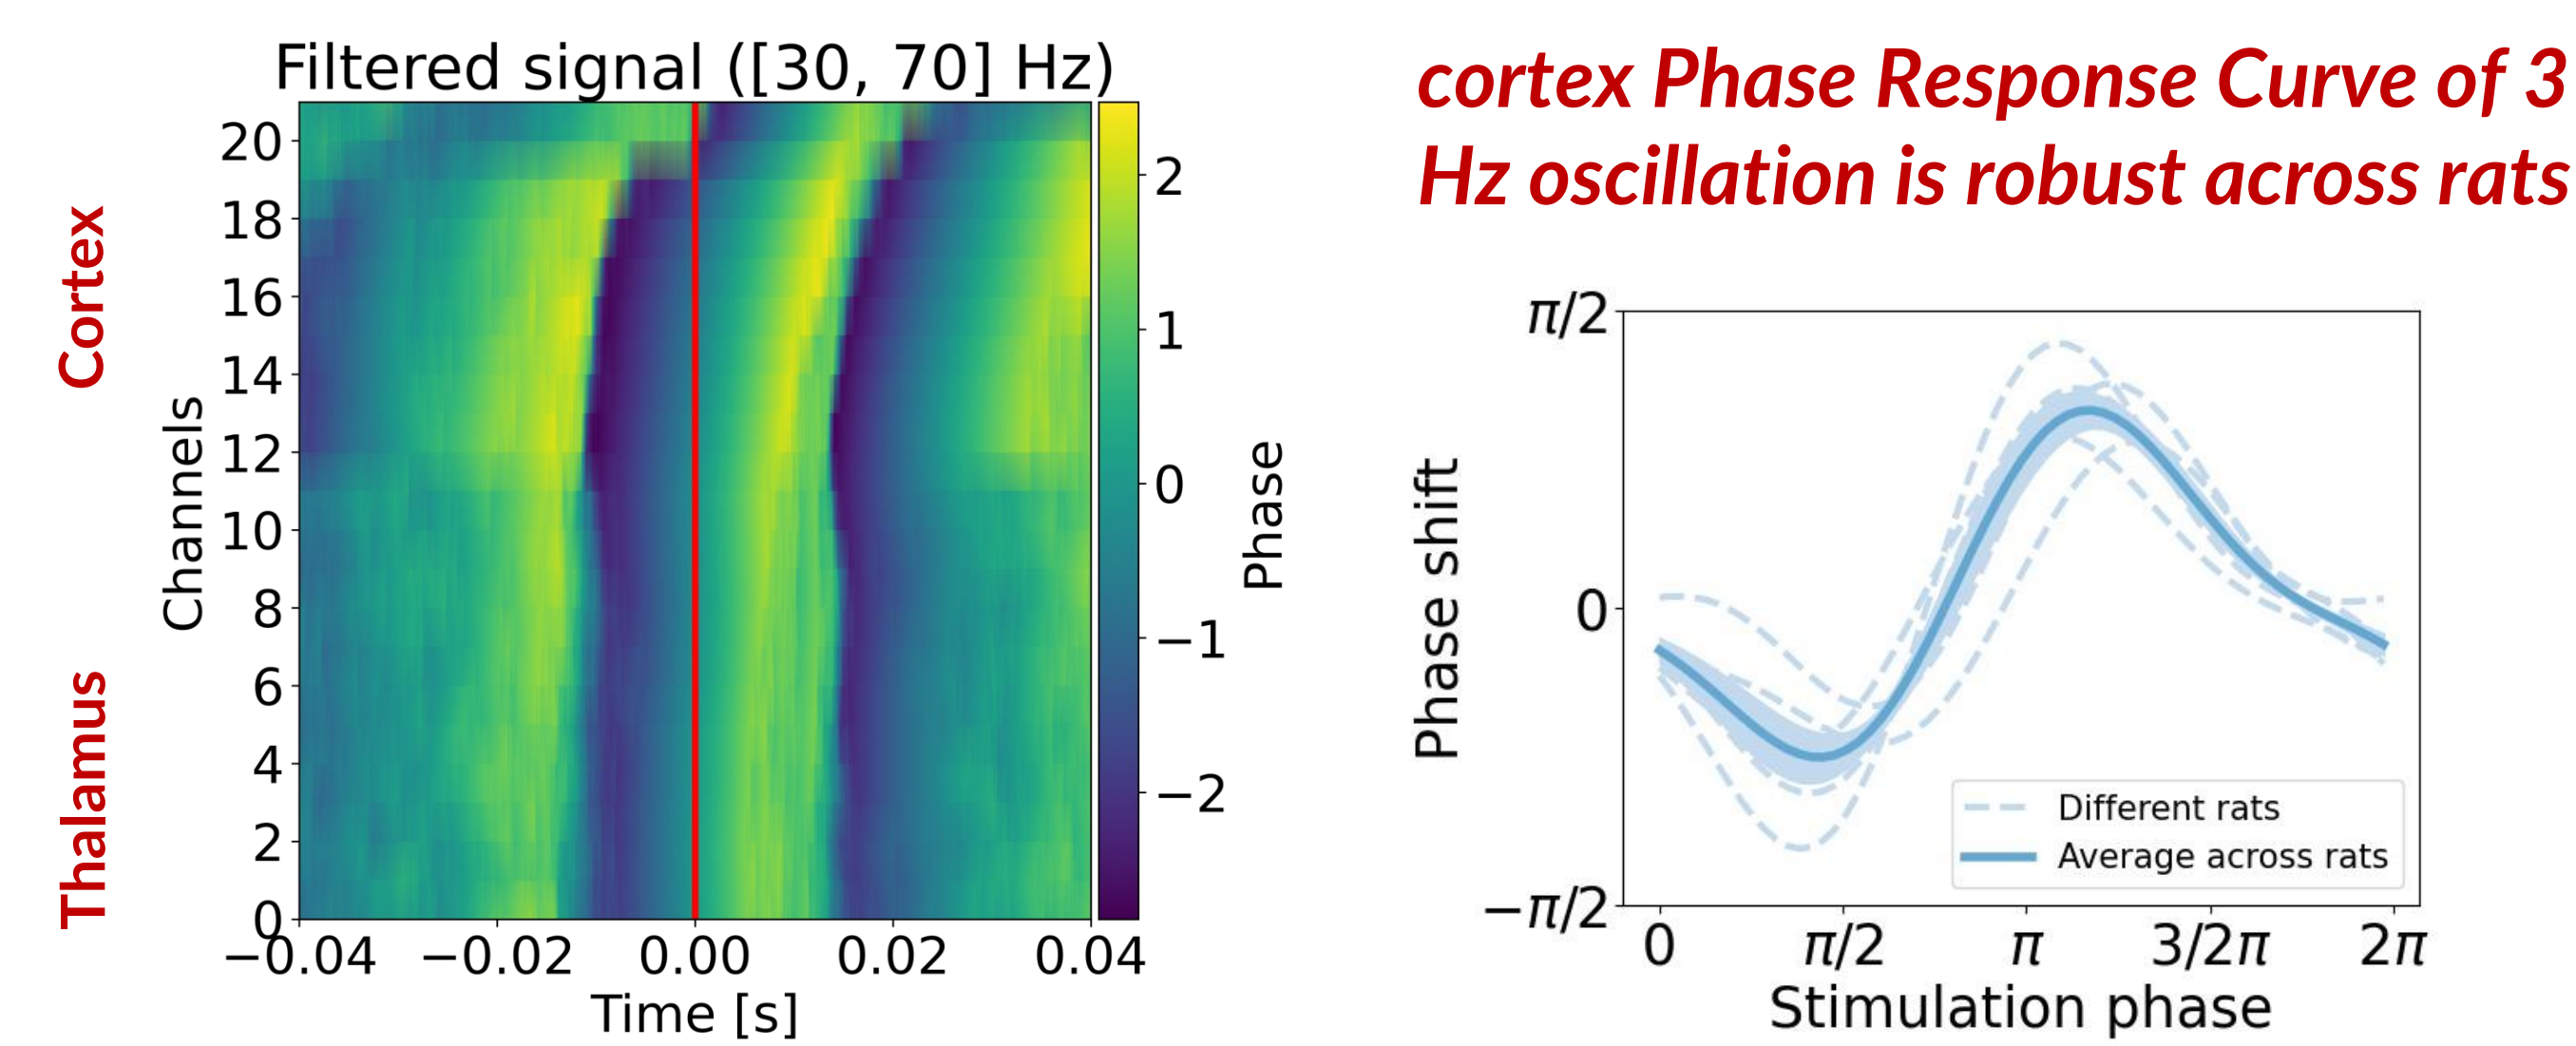 Filtered signal ([30, 70] Hz)
Cortex
Thalamus
Channels
20
18
16
14
12
10
8
6
4
2
0
−0.04 −0.02 0.00 0.02 0.04
Time [s]
2
1
0
−1
−2
Phase
cortex Phase Response Curve of 3
Hz oscillation is robust across rats
Phase shift
π/2
0
−π/2
Different rats
Average across rats
0 π/2 π 3/2π 2π
Stimulation phase